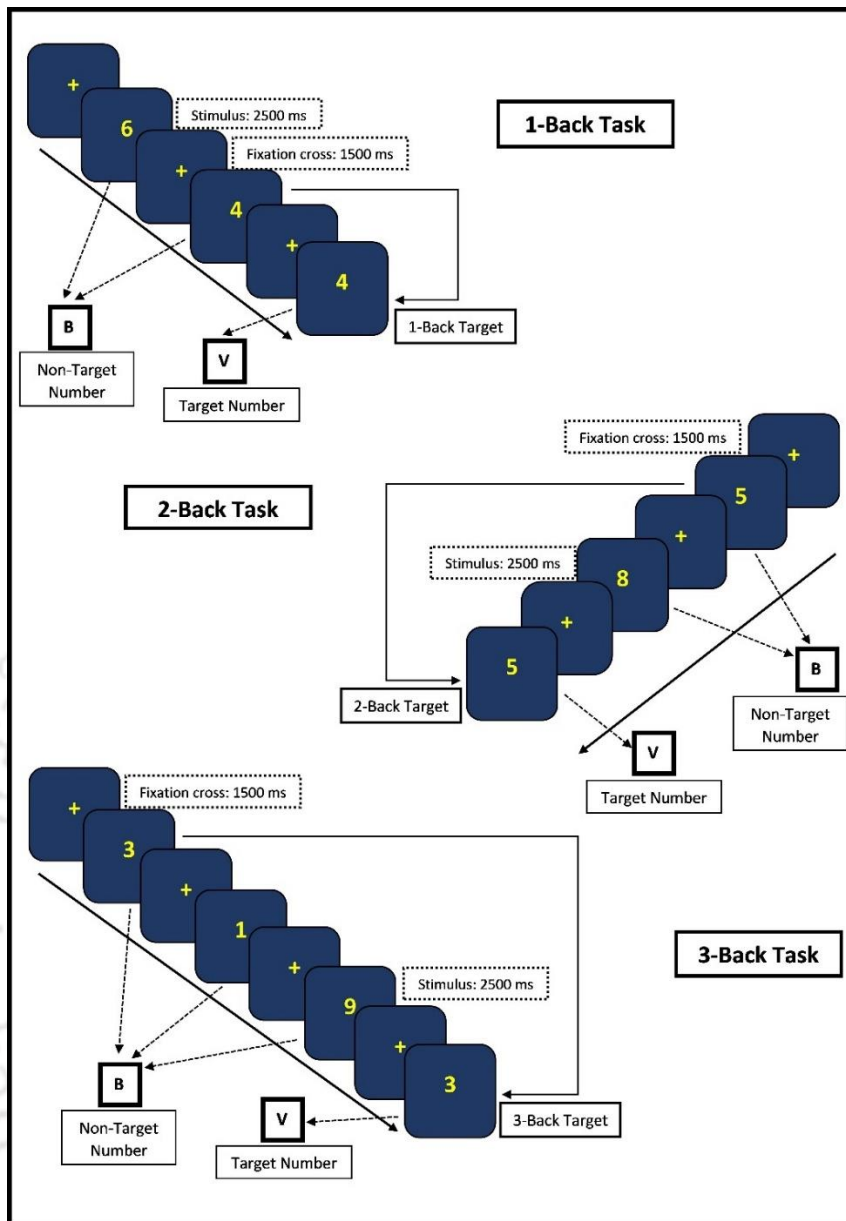 +
6
Stimulus: 2500 ms
1-Back Task
+
Fixation cross: 1500 ms
4
+
4
1-Back Target
B
Non-Target
Number
V
Target Number
+
Fixation cross: 1500 ms
5
2-Back Task
+
Stimulus: 2500 ms
8
+
5
2-Back Target
B
Non-Target
Number
V
Target Number
+
Fixation cross: 1500 ms
3
+
1
3-Back Task
+
Stimulus: 2500 ms
9
+
3
3-Back Target
B
Non-Target
Number
V
Target Number